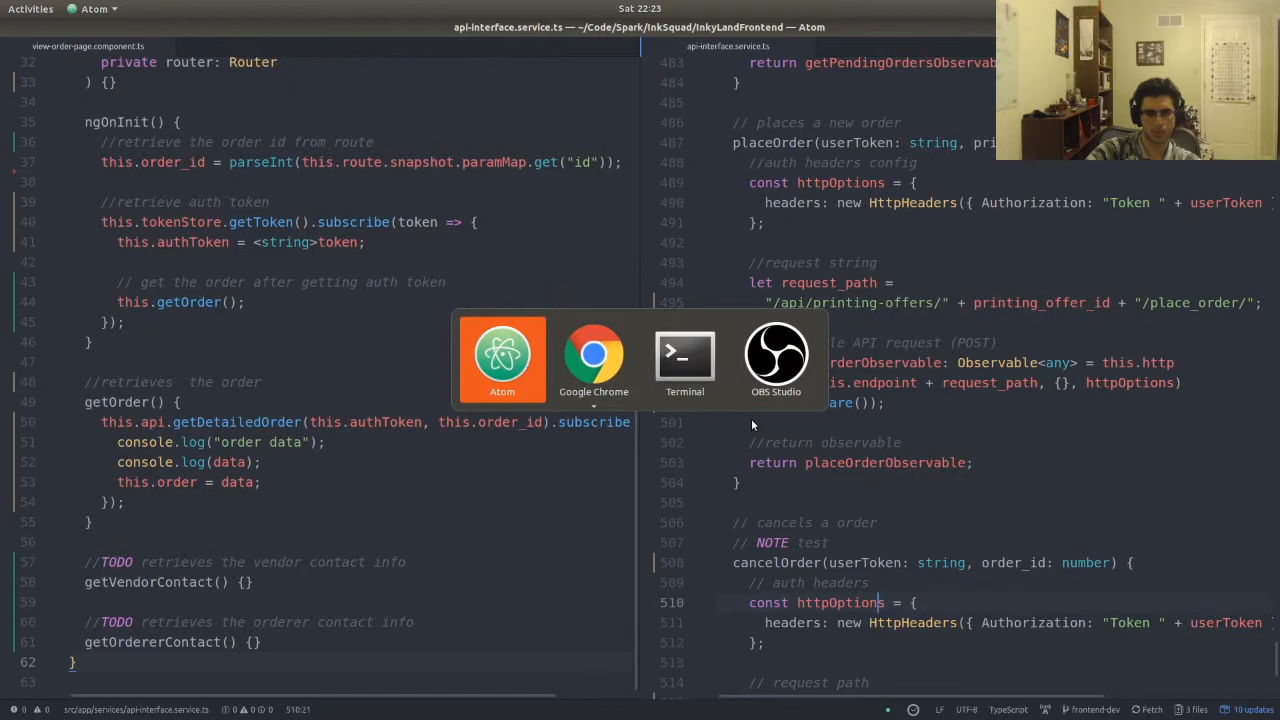 Activities
Atom
Sat 22:23
api-interface.service.ts — ~/Code/Spark/InkSquad/InkyLandFrontend — Atom
view-order-page.component.ts
32 private router: Router
33 ) {}
34
35 ngOnInit() {
36 //retrieve the order id from route
37 this.order_id = parseInt(this.route.snapshot.paramMap.get("id"));
38
39 //retrieve auth token
40 this.tokenStore.getToken().subscribe(token => {
41 this.authToken = <string>token;
42
43 // get the order after getting auth token
44 this.getOrder();
45 });
46 }
47
48 //retrieves the order
49 getOrder() {
50 this.api.getDetailedOrder(this.authToken, this.order_id).subscribe
51 console.log("order data");
52 console.log(data);
53 this.order = data;
54 });
55 }
56
57 //TODO retrieves the vendor contact info
58 getVendorContact() {}
59
60 //TODO retrieves the orderer contact info
61 getOrdererContact() {}
62 }
63
api-interface.service.ts
483 return getPendingOrdersObservab
484 }
485
486 // places a new order
487 placeOrder(userToken: string, pri
488 //auth headers config
489 const httpOptions = {
490 headers: new HttpHeaders({ Authorization: "Token " + userToken }
491 };
492
493 //request string
494 let request_path =
495 "/api/printing-offers/" + printing_offer_id + "/place_order/";
le API request (POST)
rderObservable: Observable<any> = this.http
is.endpoint + request_path, {}, httpOptions)
are());
501
502 //return observable
503 return placeOrderObservable;
504 }
505
506 // cancels a order
507 // NOTE test
508 cancelOrder(userToken: string, order_id: number) {
509 // auth headers
510 const httpOptions = {
511 headers: new HttpHeaders({ Authorization: "Token " + userToken }
512 };
513
514 // request path
Atom
Google Chrome
Terminal
OBS Studio
0 0 src/app/services/api-interface.service.ts 0 0 0 510:21
LF UTF-8 TypeScript frontend-dev Fetch 3 files 10 updates